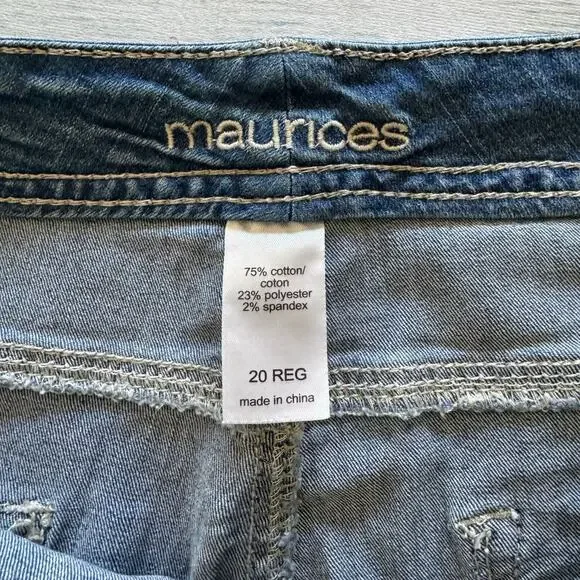 maurices
75% cotton/
coton
23% polyester
2% spandex
20 REG
made in china